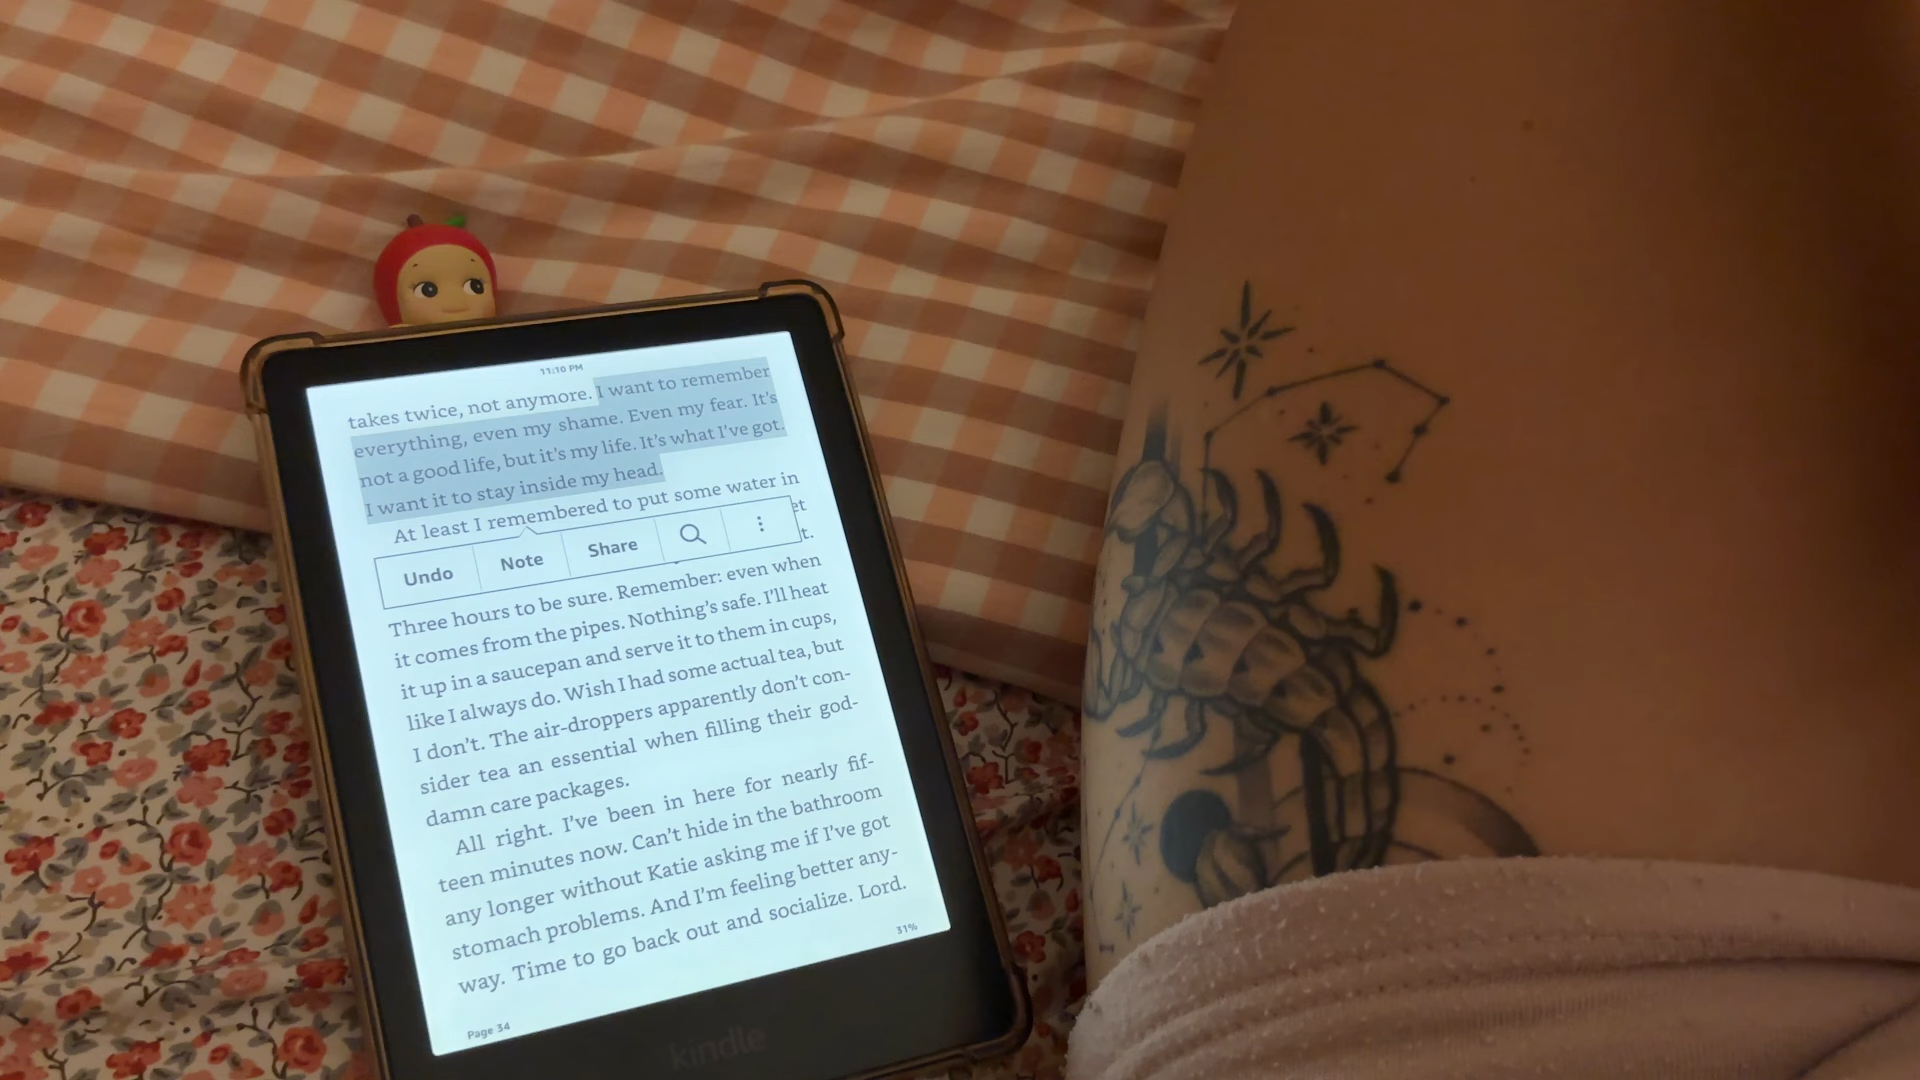 11:10 PM
takes twice, not anymore. I want to remember
everything, even my shame. Even my fear. It's
not a good life, but it's my life. It's what I've got.
I want it to stay inside my head.
At least I remembered to put some water in
et
Undo Note Share
t.
Three hours to be sure. Remember: even when
it comes from the pipes. Nothing's safe. I'll heat
it up in a saucepan and serve it to them in cups,
like I always do. Wish I had some actual tea, but
I don't. The air-droppers apparently don't con-
sider tea an essential when filling their god-
damn care packages.
All right. I've been in here for nearly fif-
teen minutes now. Can't hide in the bathroom
any longer without Katie asking me if I've got
stomach problems. And I'm feeling better any-
way. Time to go back out and socialize. Lord.
Page 34 31%
kindle